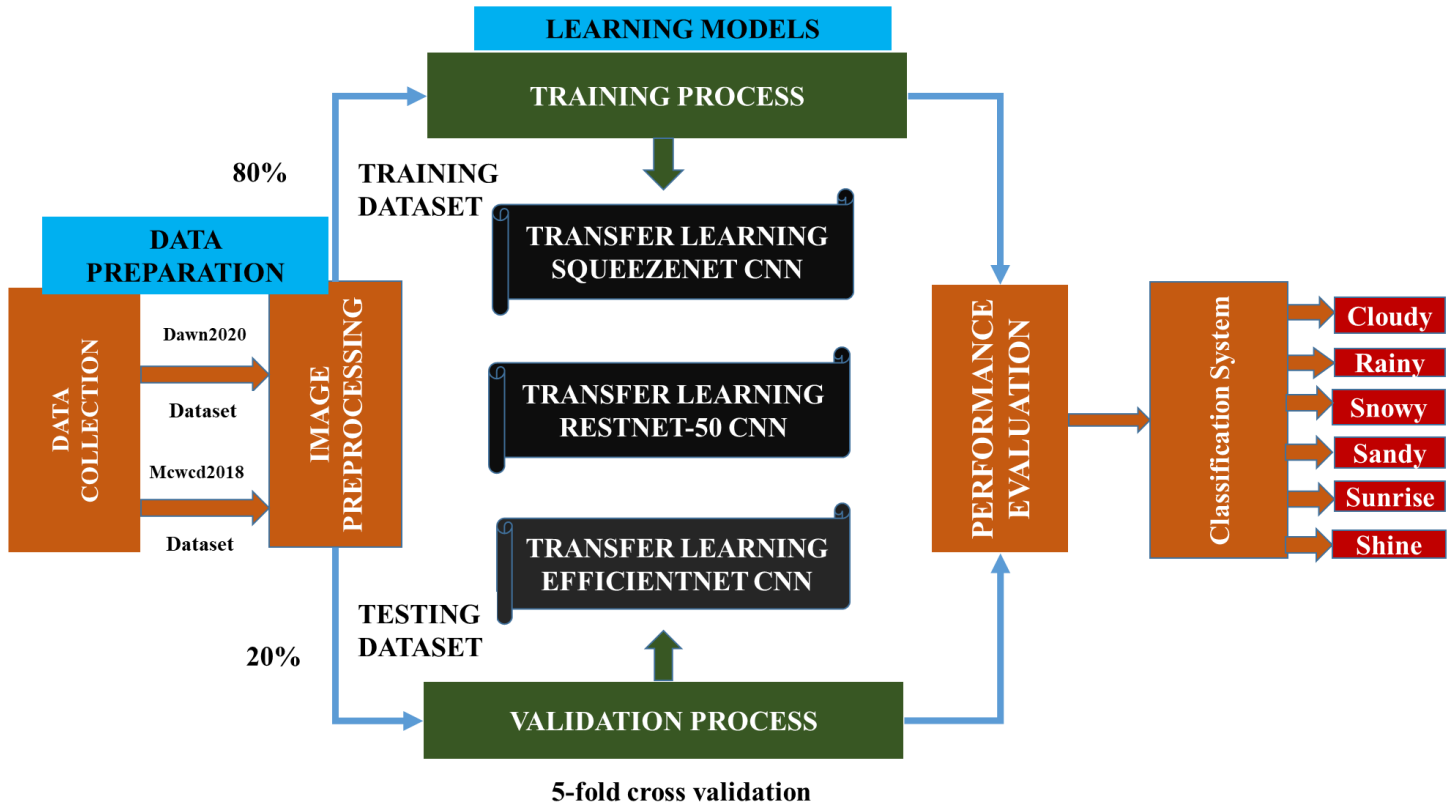 LEARNING MODELS
TRAINING PROCESS
80%
TRAINING
DATASET
DATA
PREPARATION
TRANSFER LEARNING
SQUEEZENET CNN
DATA
COLLECTION
Dawn2020
Dataset
Mcwcd2018
Dataset
IMAGE
PREPROCESSING
TRANSFER LEARNING
RESTNET-50 CNN
TRANSFER LEARNING
EFFICIENTNET CNN
TESTING
DATASET
20%
VALIDATION PROCESS
5-fold cross validation
PERFORMANCE
EVALUATION
Classification System
Cloudy
Rainy
Snowy
Sandy
Sunrise
Shine